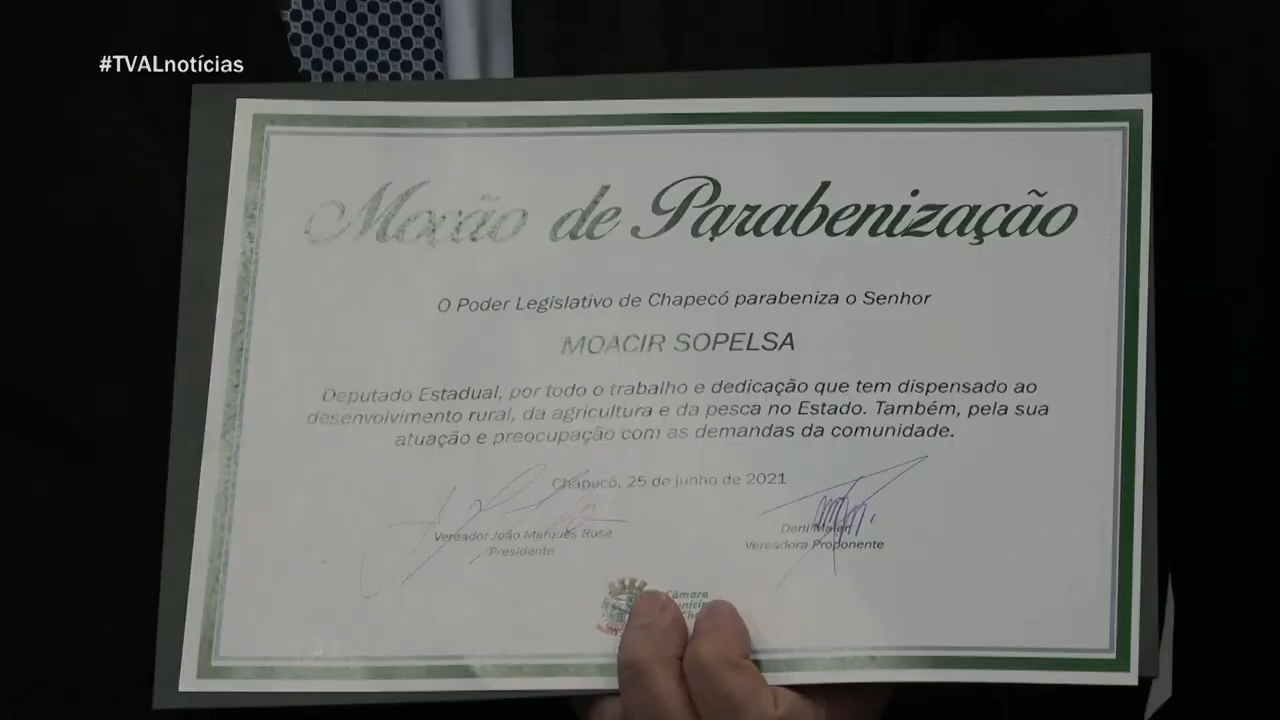 #TVALnotícias
Moção de Parabenização
O Poder Legislativo de Chapecó parabeniza o Senhor
MOACIR SOPELSA
Deputado Estadual, por todo o trabalho e dedicação que tem dispensado ao
desenvolvimento rural, da agricultura e da pesca no Estado. Também, pela sua
atuação e preocupação com as demandas da comunidade.
Chapecó, 25 de junho de 2021
Vereador João Marques Rosa
Presidente
Derli Maier
Vereadora Proponente
Câmara